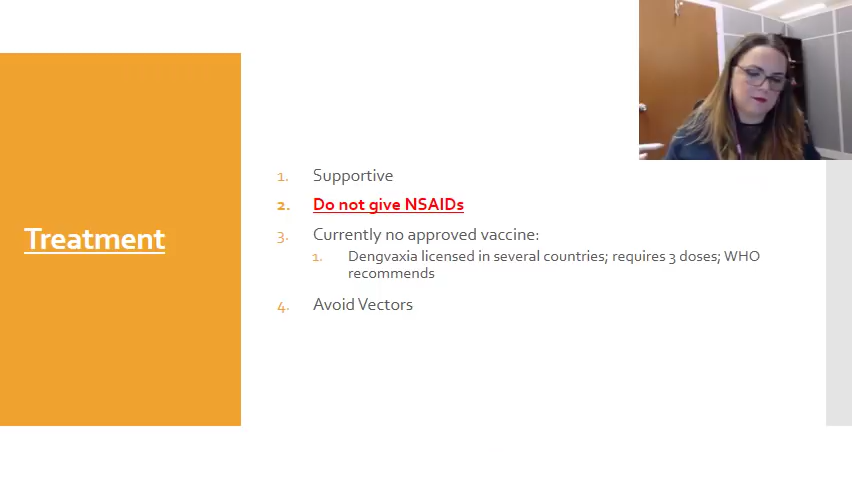 Treatment
1. Supportive
2. Do not give NSAIDs
3. Currently no approved vaccine:
1. Dengvaxia licensed in several countries; requires 3 doses; WHO
recommends
4. Avoid Vectors